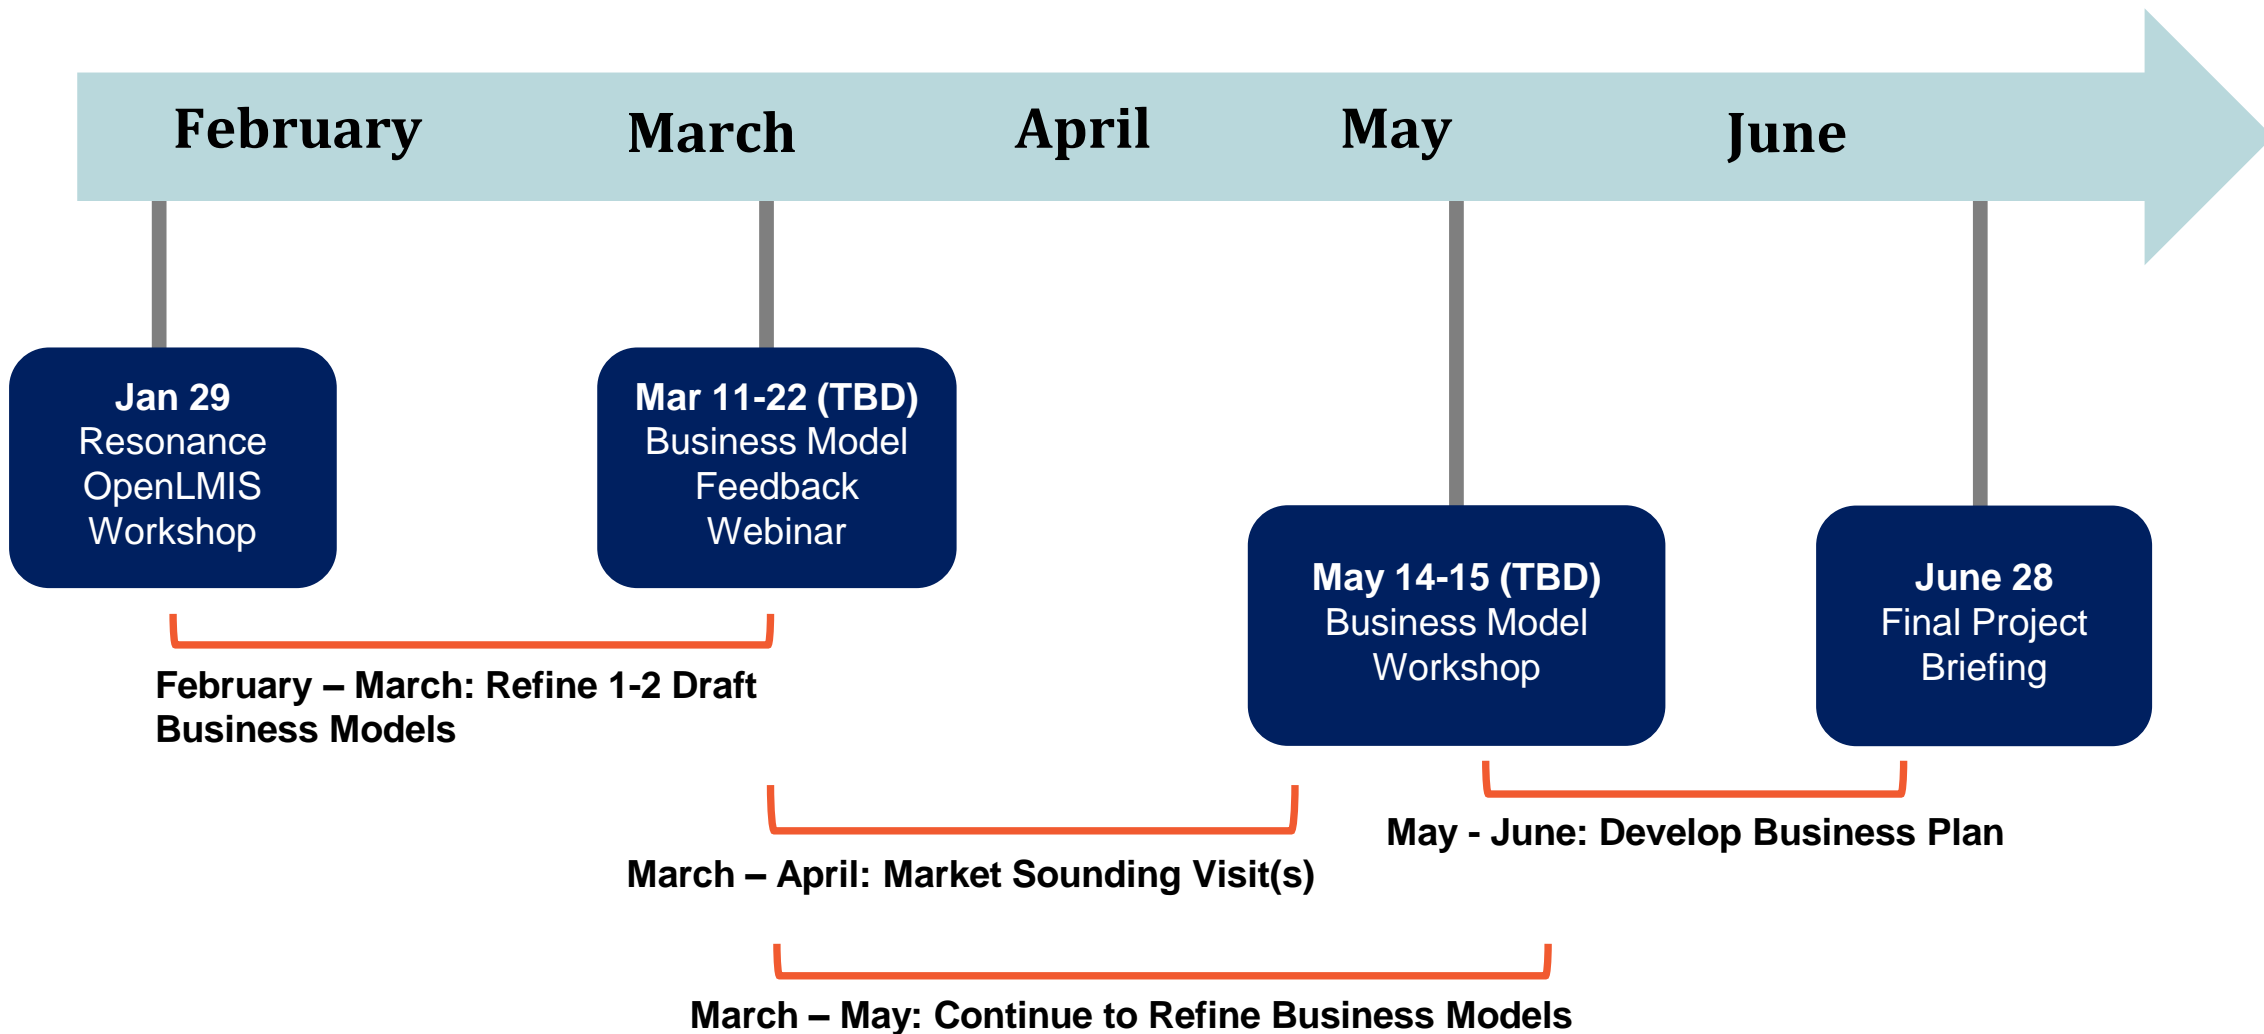 February
March
April
May
June
Jan 29
Resonance
OpenLMIS
Workshop
Mar 11-22 (TBD)
Business Model
Feedback
Webinar
May 14-15 (TBD)
Business Model
Workshop
June 28
Final Project
Briefing
February – March: Refine 1-2 Draft
Business Models
March – April: Market Sounding Visit(s)
May - June: Develop Business Plan
March – May: Continue to Refine Business Models